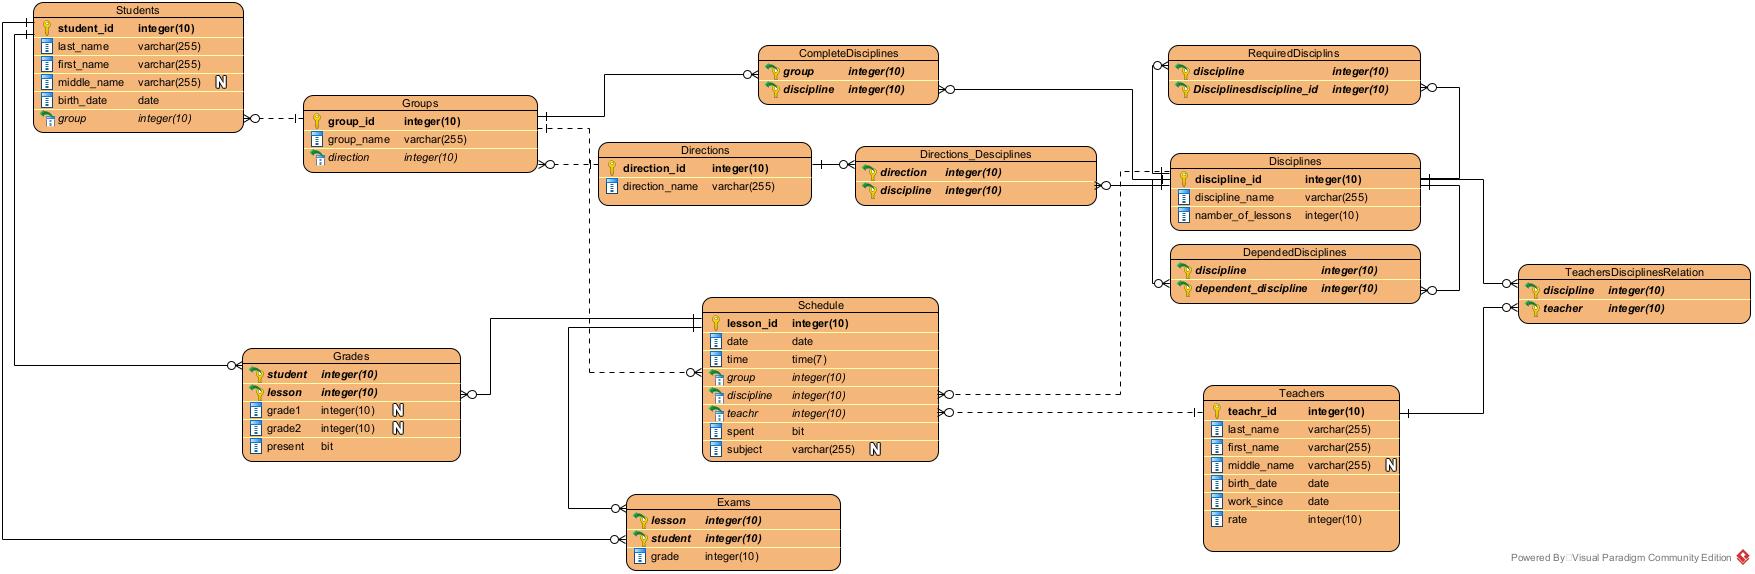 Students
student_id integer(10)
last_name varchar(255)
first_name varchar(255)
middle_name varchar(255) N
birth_date date
group integer(10)
Groups
group_id integer(10)
group_name varchar(255)
direction integer(10)
CompleteDisciplines
group integer(10)
discipline integer(10)
RequiredDisciplins
discipline integer(10)
Disciplinesdiscipline_id integer(10)
Directions
direction_id integer(10)
direction_name varchar(255)
Directions_Desciplines
direction integer(10)
discipline integer(10)
Disciplines
discipline_id integer(10)
discipline_name varchar(255)
namber_of_lessons integer(10)
DependedDisciplines
discipline integer(10)
dependent_discipline integer(10)
TeachersDisciplinesRelation
discipline integer(10)
teacher integer(10)
Schedule
lesson_id integer(10)
date date
time time(7)
group integer(10)
discipline integer(10)
teachr integer(10)
spent bit
subject varchar(255) N
Grades
student integer(10)
lesson integer(10)
grade1 integer(10) N
grade2 integer(10) N
present bit
Teachers
teachr_id integer(10)
last_name varchar(255)
first_name varchar(255)
middle_name varchar(255) N
birth_date date
work_since date
rate integer(10)
Exams
lesson integer(10)
student integer(10)
grade integer(10)
Powered By Visual Paradigm Community Edition